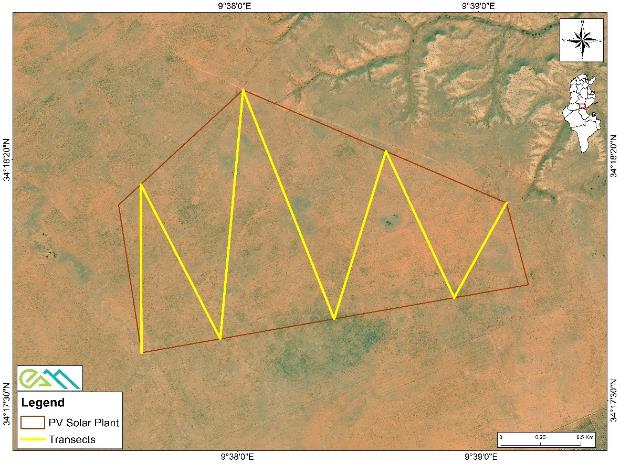 9°38'0"E 9°39'0"E
34°18'20"N 34°18'20"N
Legend
PV Solar Plant
Transects
34°17'30"N 34°17'30"N
0 0.25 0.5 Km
9°38'0"E 9°39'0"E